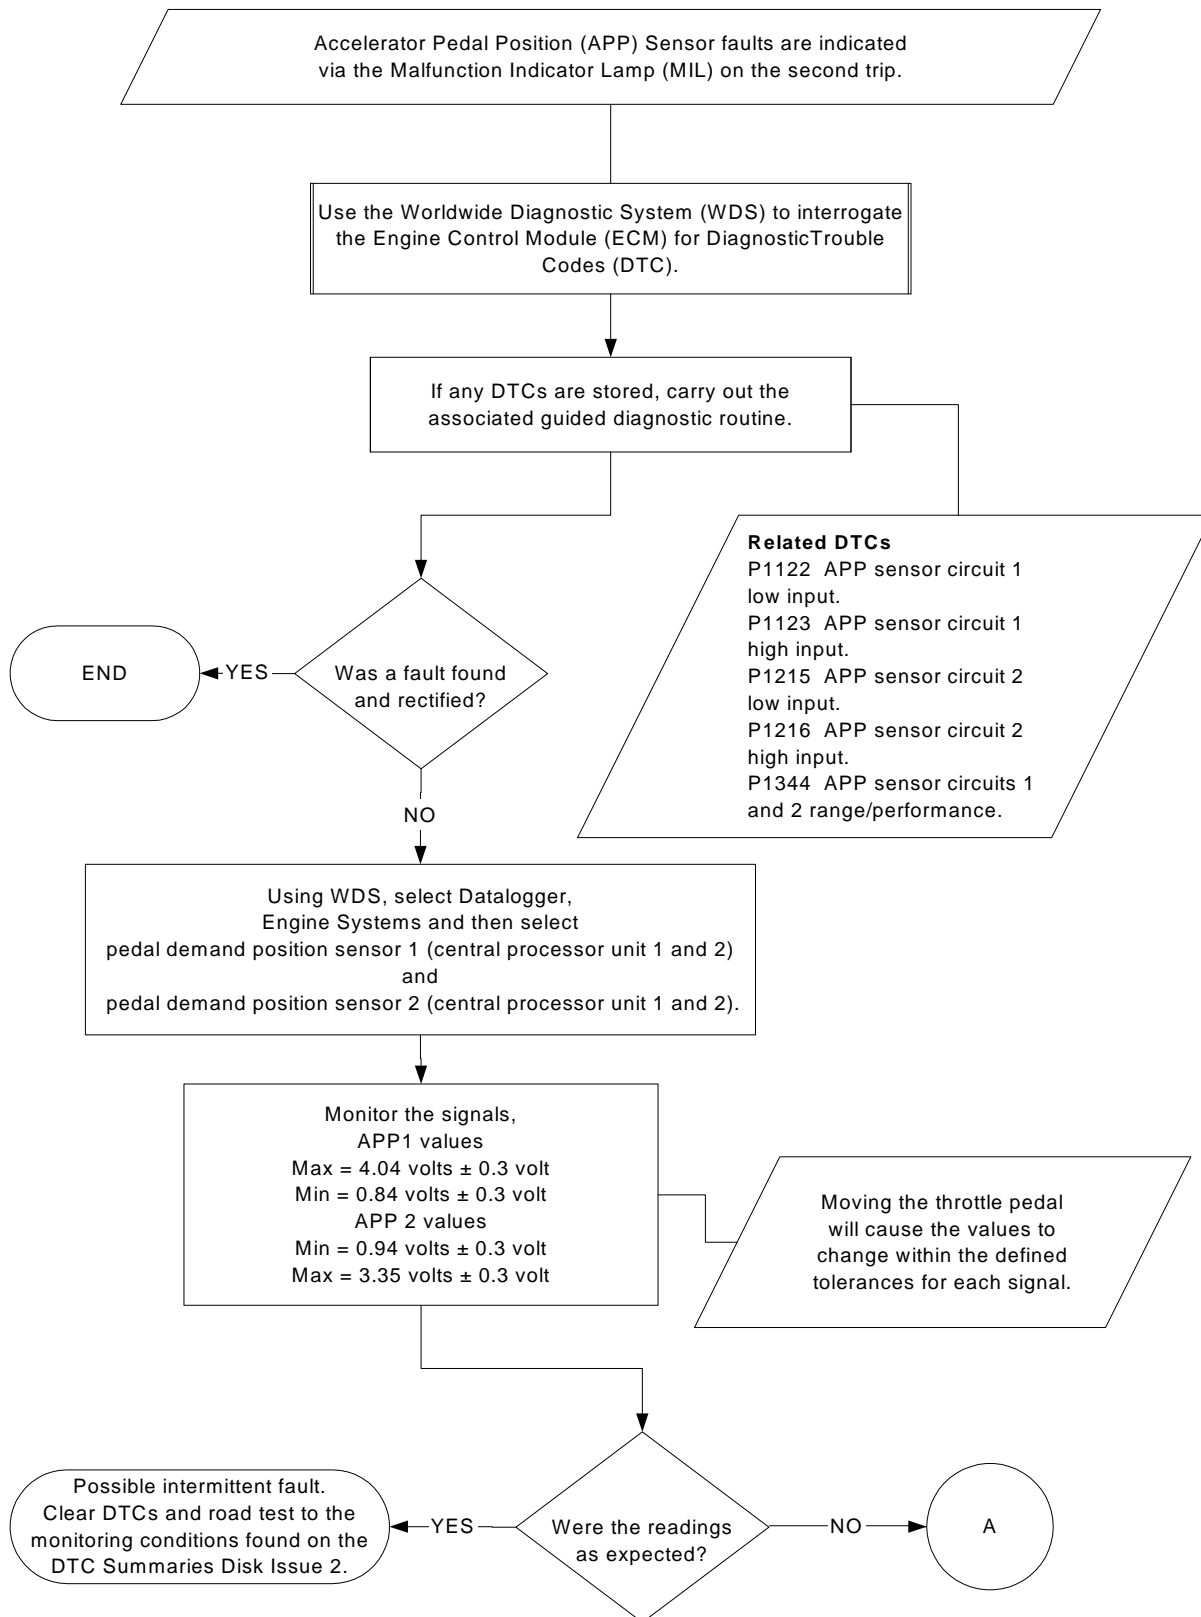 Accelerator Pedal Position (APP) Sensor faults are indicated
via the Malfunction Indicator Lamp (MIL) on the second trip.
Use the Worldwide Diagnostic System (WDS) to interrogate
the Engine Control Module (ECM) for DiagnosticTrouble
Codes (DTC).
If any DTCs are stored, carry out the
associated guided diagnostic routine.
Related DTCs
P1122 APP sensor circuit 1
low input.
P1123 APP sensor circuit 1
high input.
P1215 APP sensor circuit 2
low input.
P1216 APP sensor circuit 2
high input.
P1344 APP sensor circuits 1
and 2 range/performance.
Was a fault found
and rectified?
YES
END
NO
Using WDS, select Datalogger,
Engine Systems and then select
pedal demand position sensor 1 (central processor unit 1 and 2)
and
pedal demand position sensor 2 (central processor unit 1 and 2).
Monitor the signals,
APP1 values
Max = 4.04 volts ± 0.3 volt
Min = 0.84 volts ± 0.3 volt
APP 2 values
Min = 0.94 volts ± 0.3 volt
Max = 3.35 volts ± 0.3 volt
Moving the throttle pedal
will cause the values to
change within the defined
tolerances for each signal.
Were the readings
as expected?
YES
Possible intermittent fault.
Clear DTCs and road test to the
monitoring conditions found on the
DTC Summaries Disk Issue 2.
NO
A